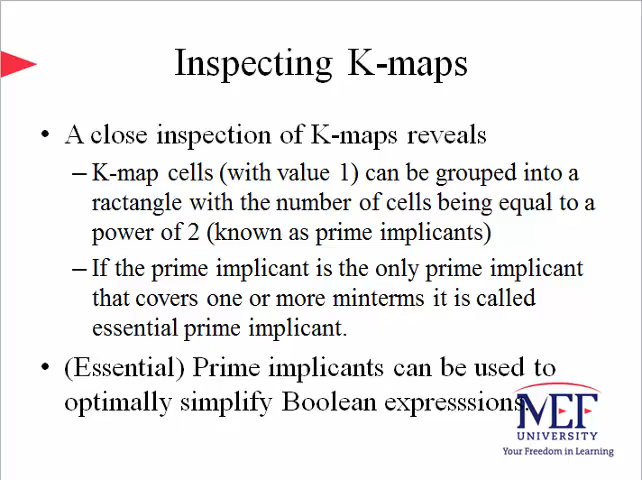 Inspecting K-maps
• A close inspection of K-maps reveals
– K-map cells (with value 1) can be grouped into a
ractangle with the number of cells being equal to a
power of 2 (known as prime implicants)
– If the prime implicant is the only prime implicant
that covers one or more minterms it is called
essential prime implicant.
• (Essential) Prime implicants can be used to
optimally simplify Boolean expresssions.
MEF
UNIVERSITY
Your Freedom in Learning